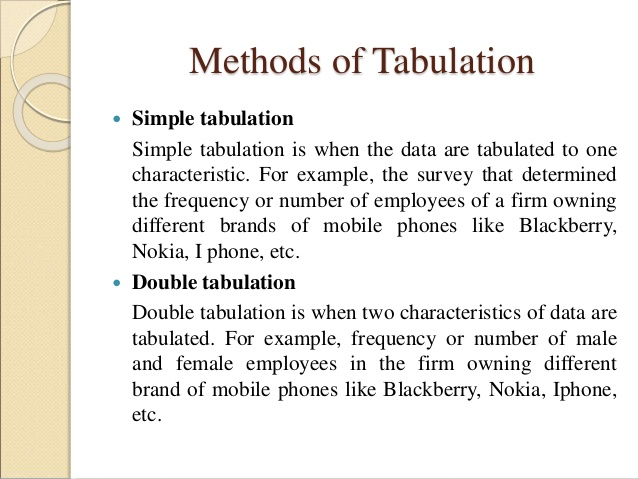 Methods of Tabulation
• Simple tabulation
Simple tabulation is when the data are tabulated to one
characteristic. For example, the survey that determined
the frequency or number of employees of a firm owning
different brands of mobile phones like Blackberry,
Nokia, I phone, etc.
• Double tabulation
Double tabulation is when two characteristics of data are
tabulated. For example, frequency or number of male
and female employees in the firm owning different
brand of mobile phones like Blackberry, Nokia, Iphone,
etc.